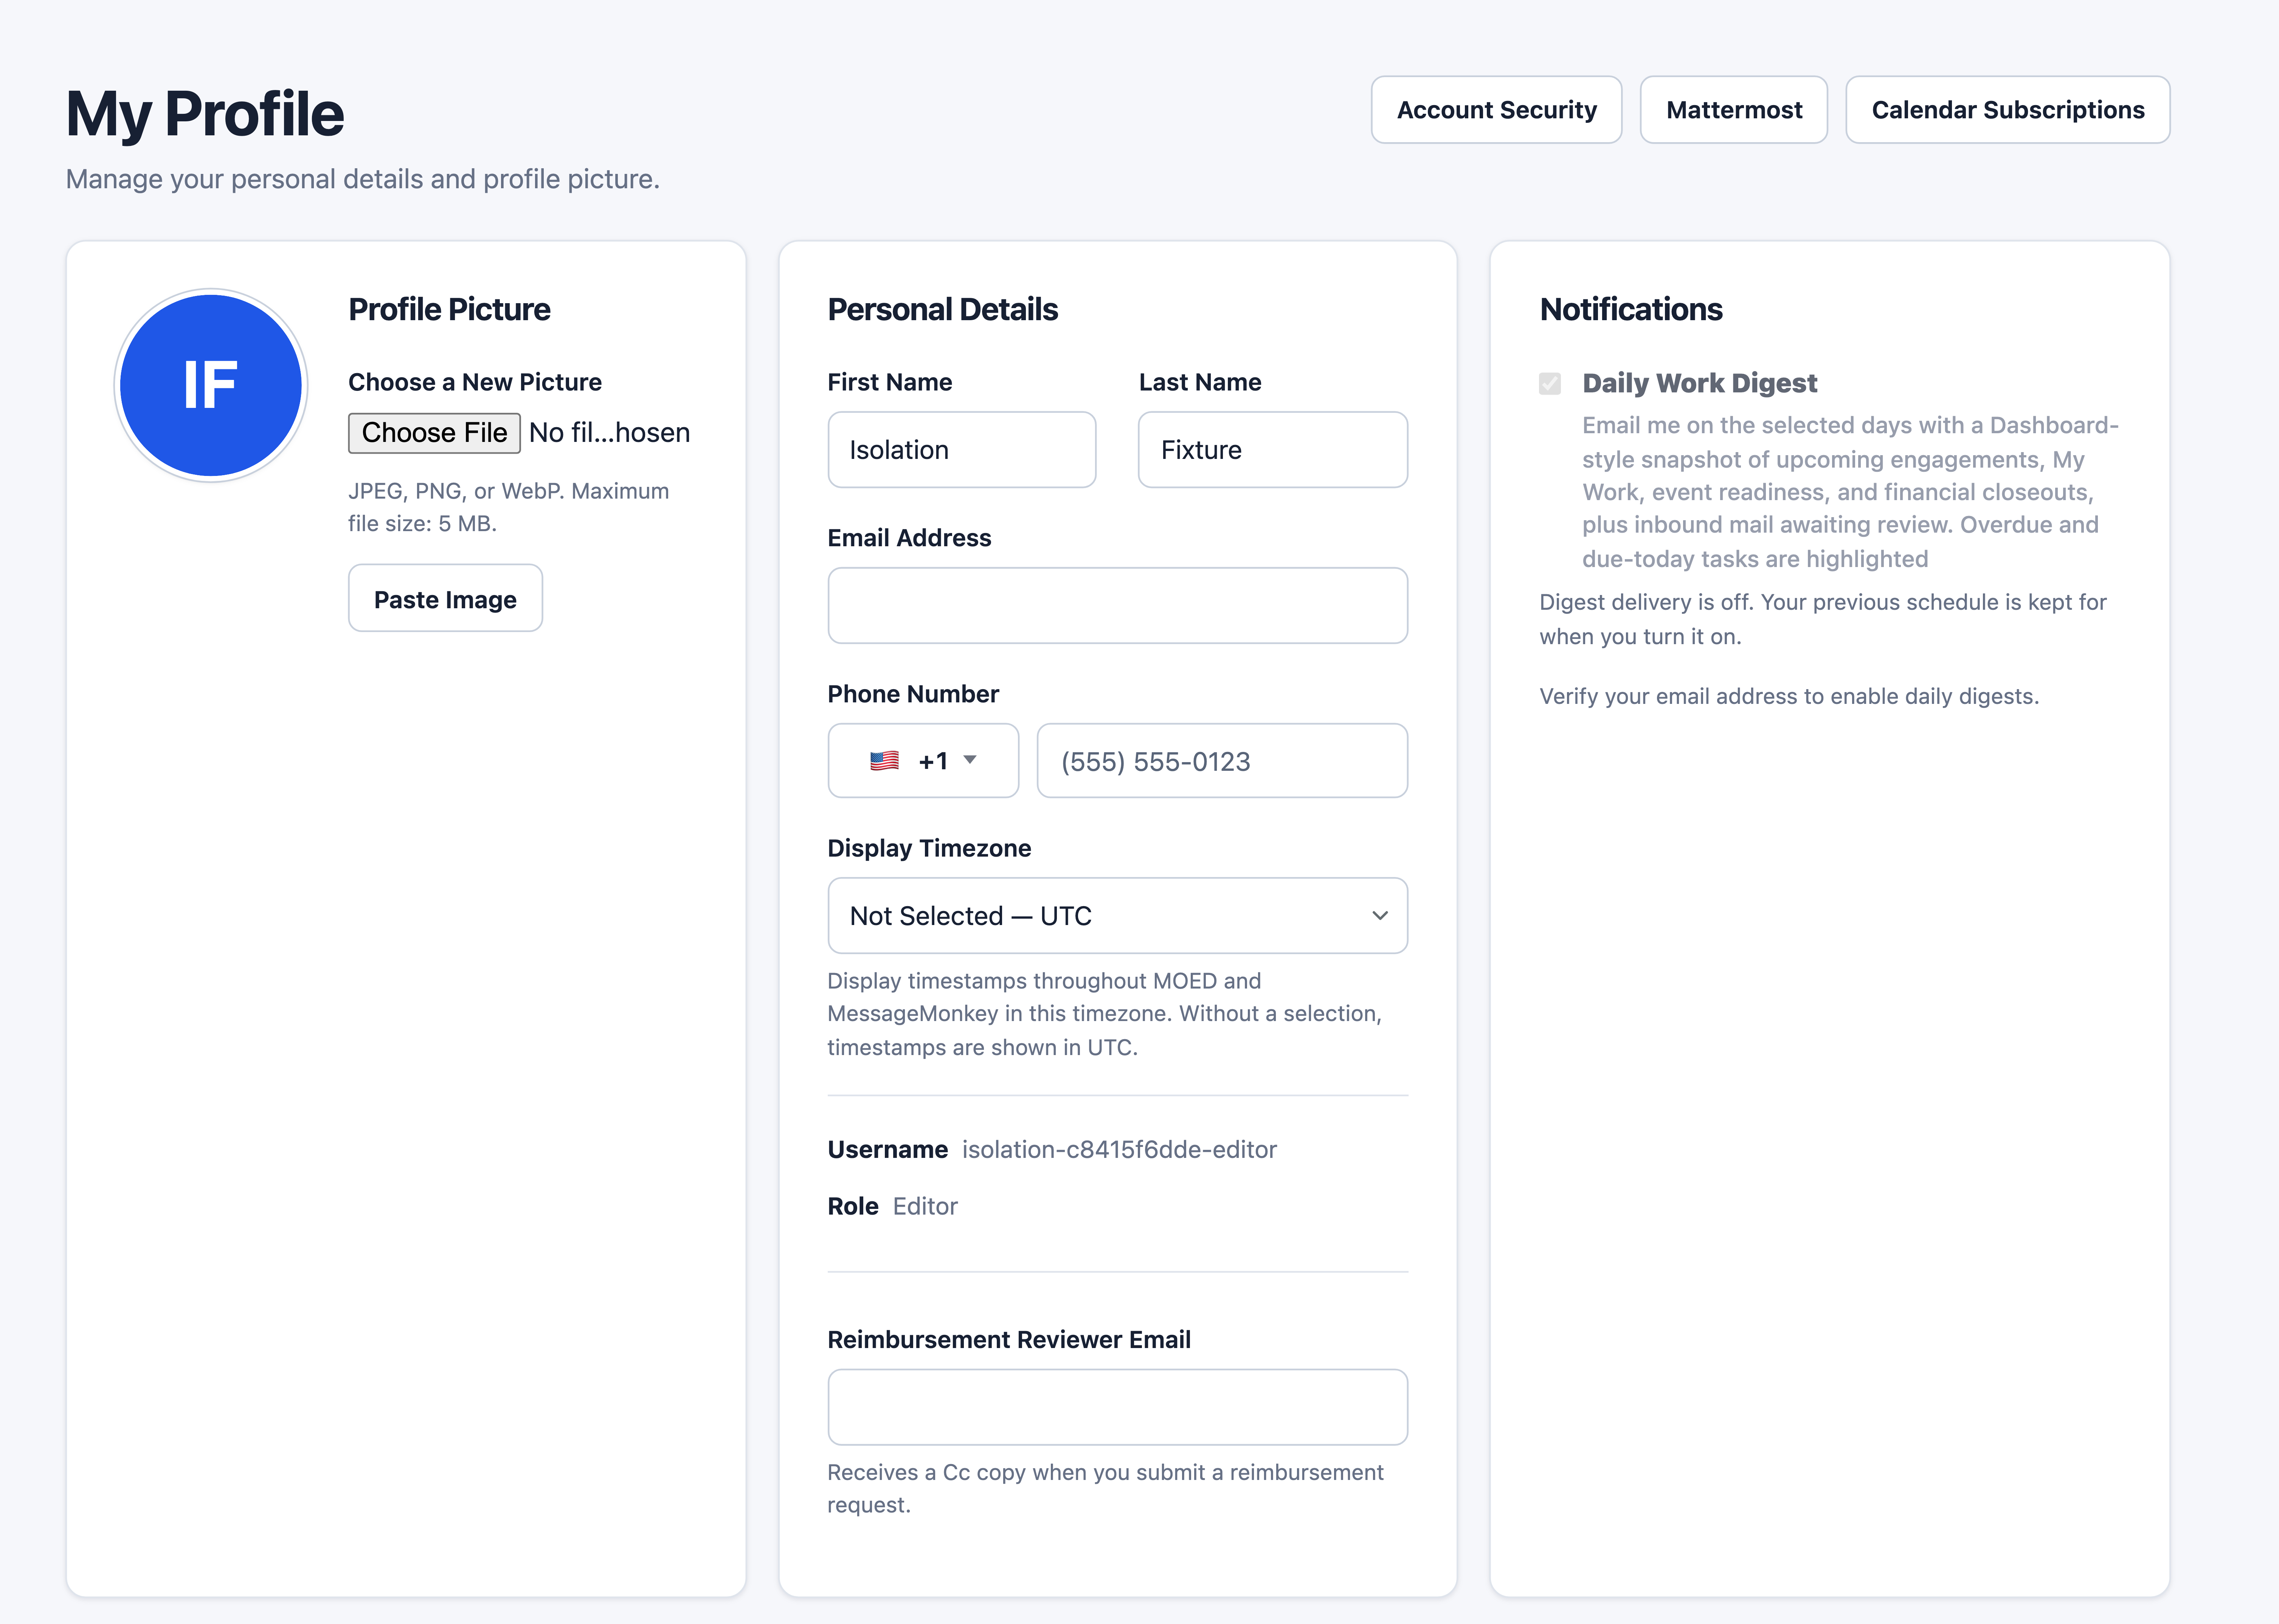 My Profile
Manage your personal details and profile picture.
Account Security
Mattermost
Calendar Subscriptions
IF
Profile Picture
Choose a New Picture
Choose File No fil...hosen
JPEG, PNG, or WebP. Maximum
file size: 5 MB.
Paste Image
Personal Details
First Name
Isolation
Last Name
Fixture
Email Address
Phone Number
+1
(555) 555-0123
Display Timezone
Not Selected — UTC
Display timestamps throughout MOED and
MessageMonkey in this timezone. Without a selection,
timestamps are shown in UTC.
Username isolation-c8415f6dde-editor
Role Editor
Reimbursement Reviewer Email
Receives a Cc copy when you submit a reimbursement
request.
Notifications
Daily Work Digest
Email me on the selected days with a Dashboard-
style snapshot of upcoming engagements, My
Work, event readiness, and financial closeouts,
plus inbound mail awaiting review. Overdue and
due-today tasks are highlighted
Digest delivery is off. Your previous schedule is kept for
when you turn it on.
Verify your email address to enable daily digests.